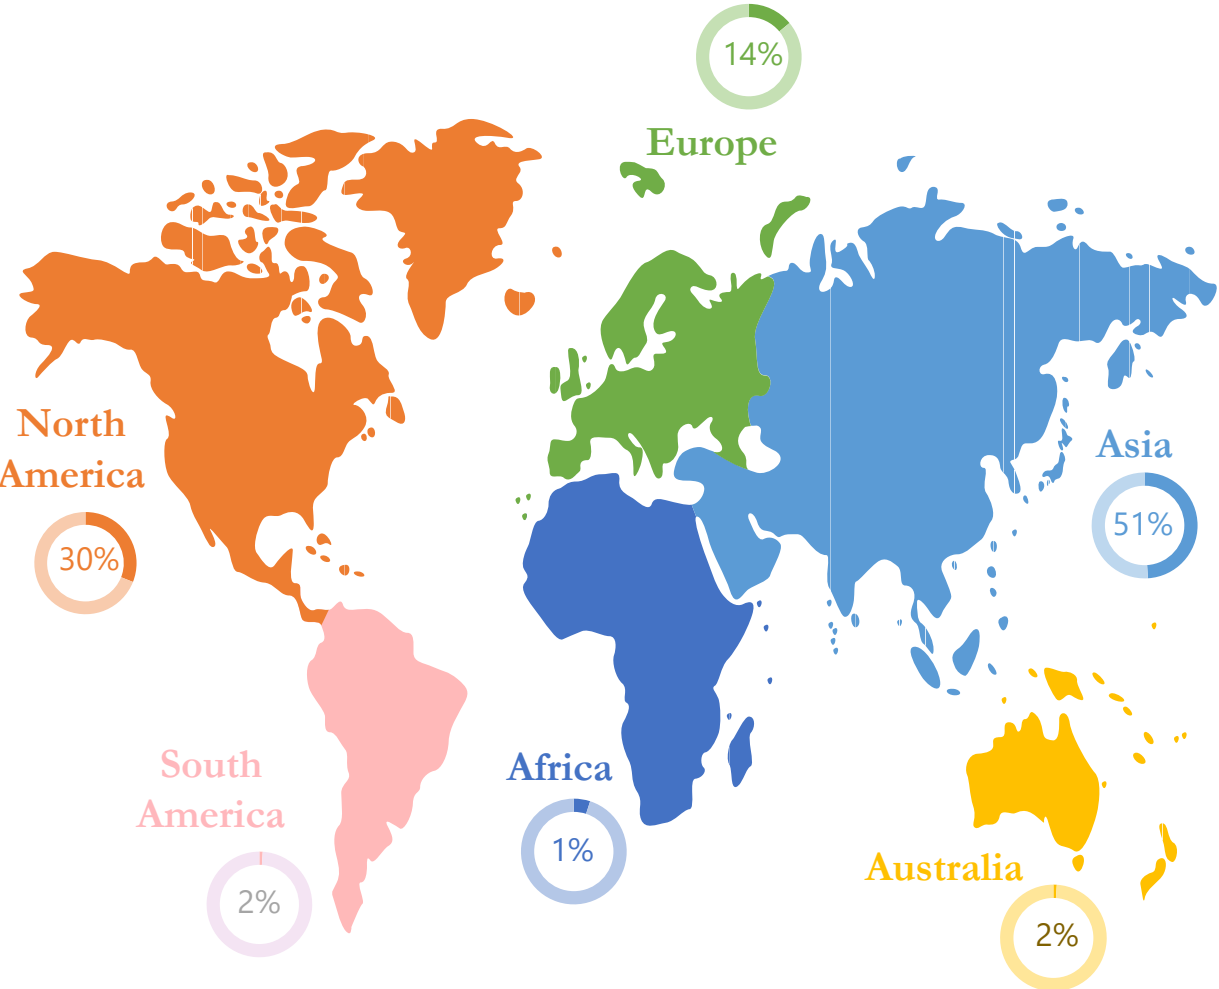 14%
Europe
North
America
30%
Asia
51%
South
America
2%
Africa
1%
Australia
2%